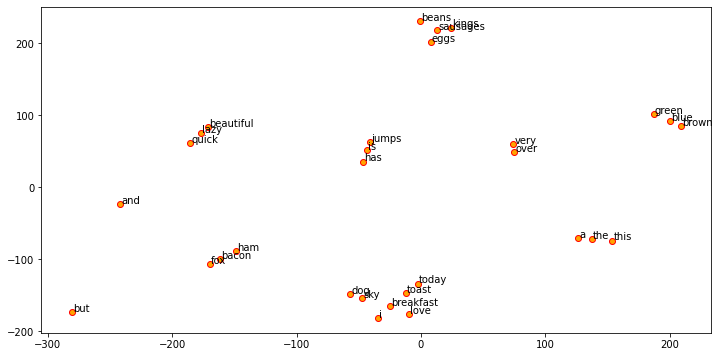 beans
kings
sausages
eggs
200
green
blue
brown
100
beautiful
lazy
quick
jumps
is
has
very
over
0
and
a
the
this
-100
ham
bacon
fox
today
toast
dog
sky
breakfast
love
i
but
−200
−300
−200
−100
0
100
200